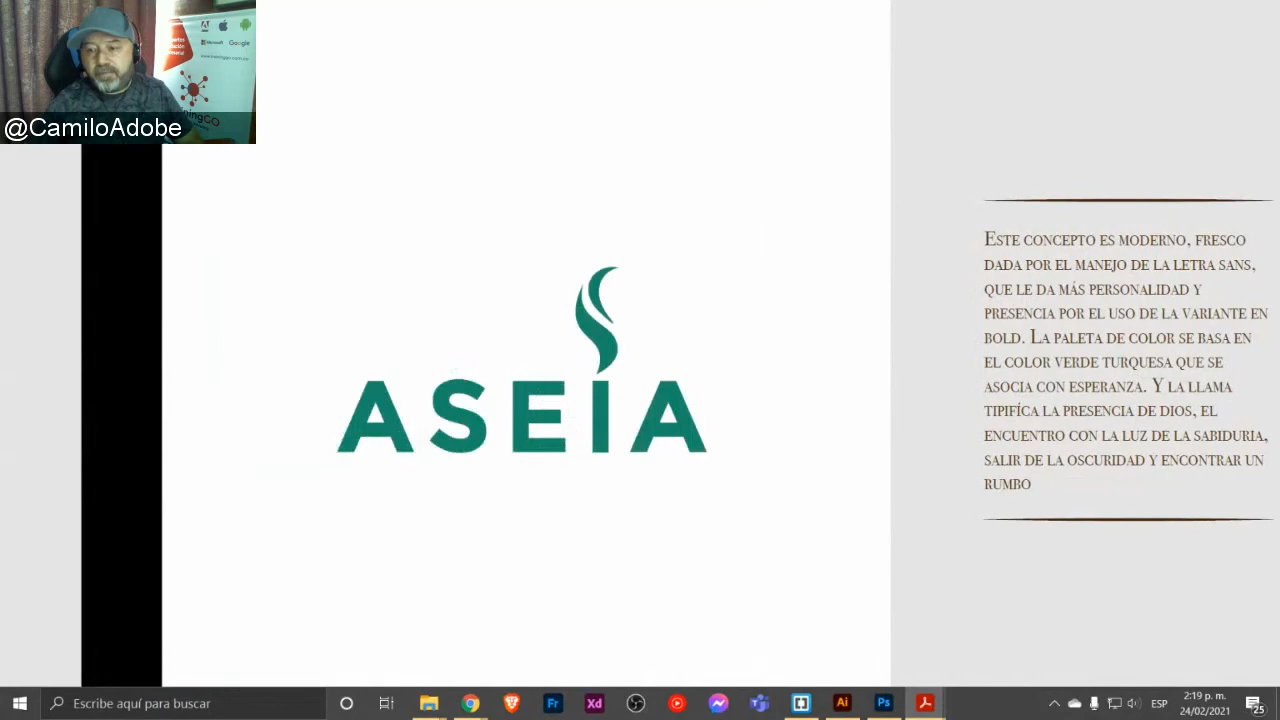 Microsoft
Google
@CamiloAdobe
ASEIA
ESTE CONCEPTO ES MODERNO, FRESCO
DADA POR EL MANEJO DE LA LETRA SANS,
QUE LE DA MÁS PERSONALIDAD Y
PRESENCIA POR EL USO DE LA VARIANTE EN
BOLD. LA PALETA DE COLOR SE BASA EN
EL COLOR VERDE TURQUESA QUE SE
ASOCIA CON ESPERANZA. Y LA LLAMA
TIPIFÍCA LA PRESENCIA DE DIOS, EL
ENCUENTRO CON LA LUZ DE LA SABIDURIA,
SALIR DE LA OSCURIDAD Y ENCONTRAR UN
RUMBO
Escribe aquí para buscar
Fr
Xd
Ai
Ps
ESP
2:19 p. m.
24/02/2021
25